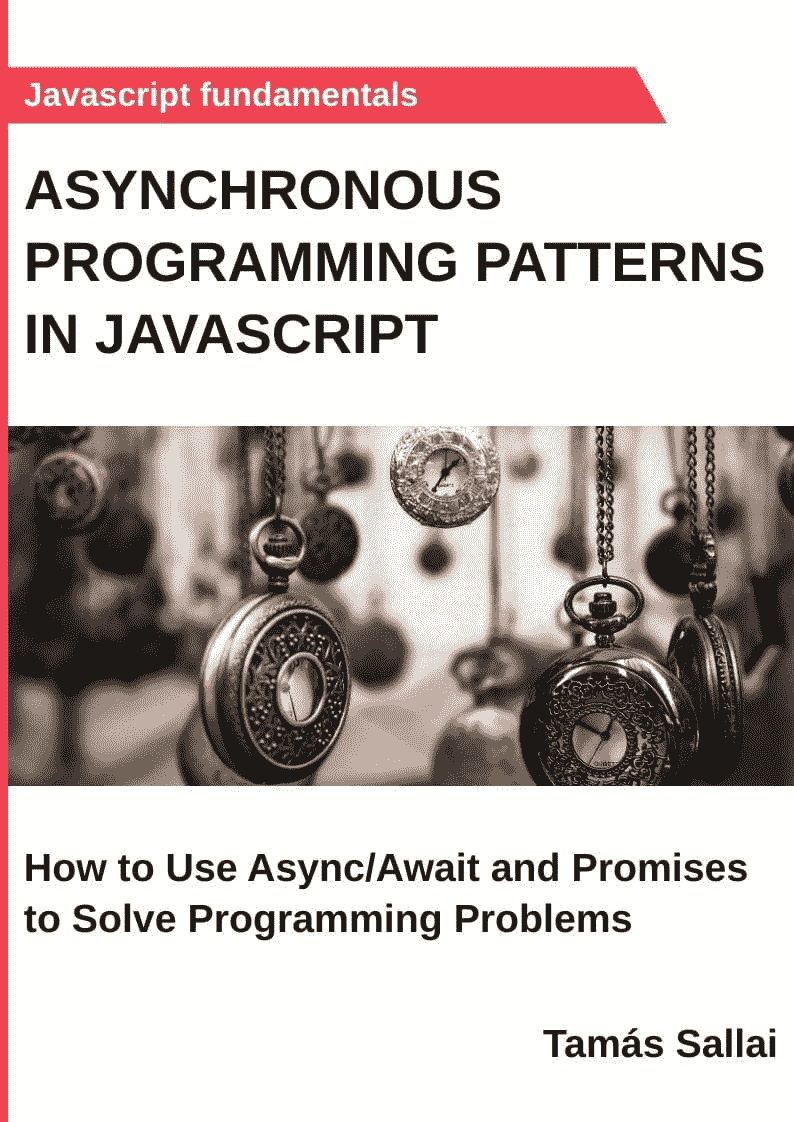 Javascript fundamentals
ASYNCHRONOUS
PROGRAMMING PATTERNS
IN JAVASCRIPT
How to Use Async/Await and Promises
to Solve Programming Problems
Tamás Sallai